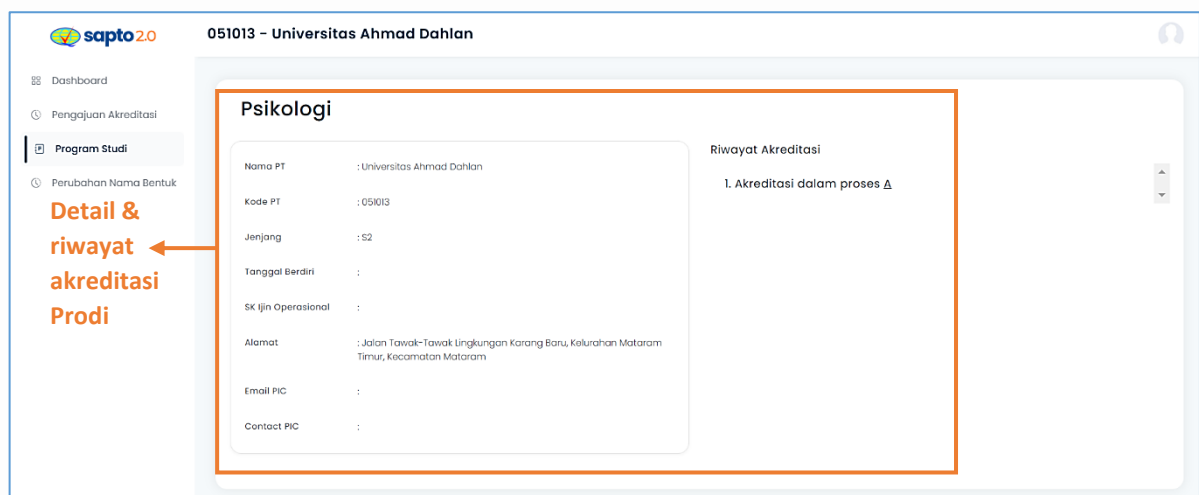 sapto 2.0
051013 - Universitas Ahmad Dahlan
Dashboard
Pengajuan Akreditasi
Program Studi
Perubahan Nama Bentuk
Detail &
riwayat
akreditasi
Prodi
Psikologi
Nama PT : Universitas Ahmad Dahlan
Kode PT : 051013
Jenjang : S2
Tanggal Berdiri :
SK Ijin Operasional :
Alamat : Jalan Tawak-Tawak Lingkungan Karang Baru, Kelurahan Mataram
Timur, Kecamatan Mataram
Email PIC :
Contact PIC :
Riwayat Akreditasi
1. Akreditasi dalam proses A